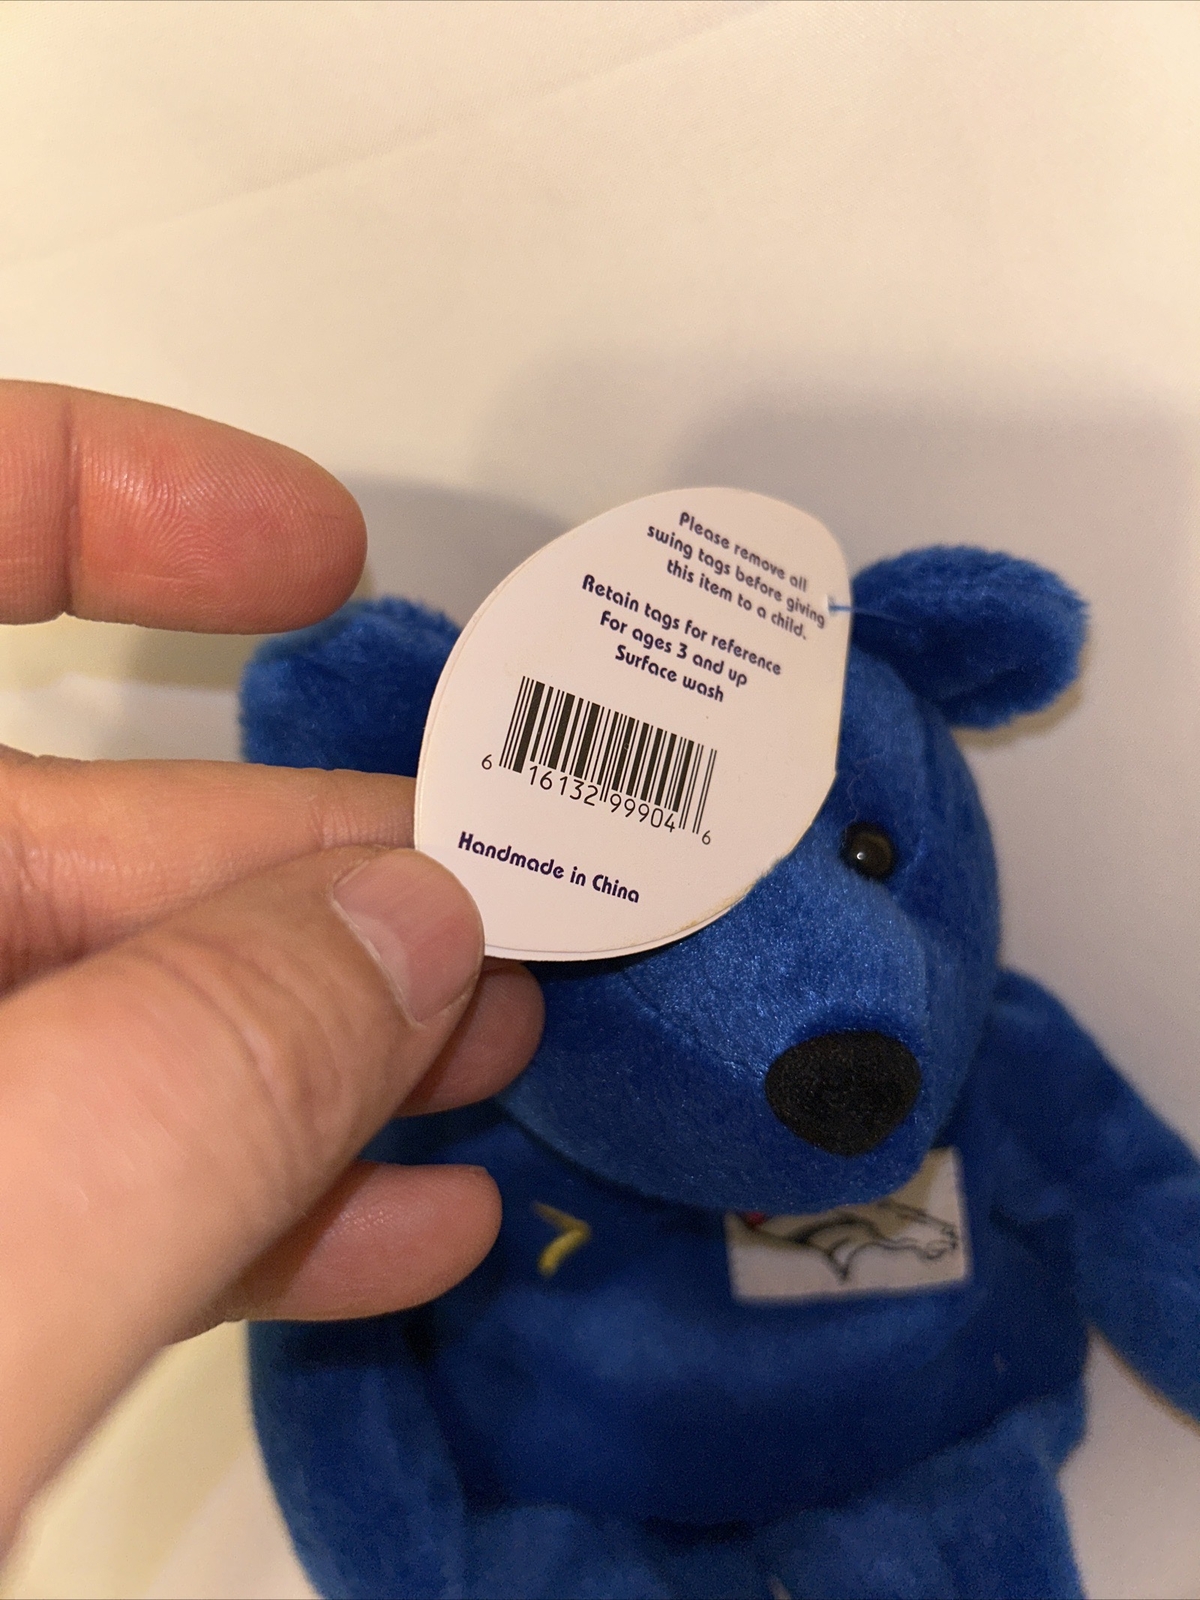 Please remove all
swing tags before giving
this item to a child.
Retain tags for reference
For ages 3 and up
Surface wash
6 16132 99904 6
Handmade in China